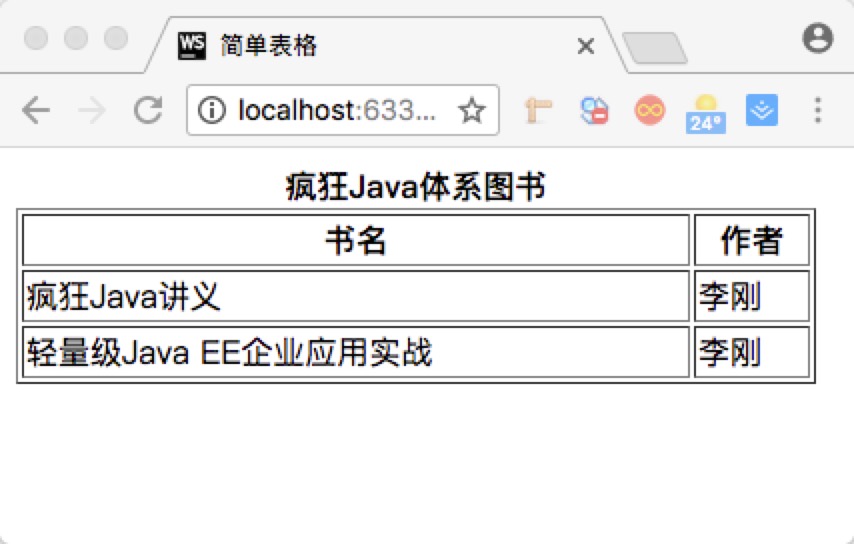 WS 简单表格
localhost:633...
24°
疯狂Java体系图书
书名 作者
疯狂Java讲义 李刚
轻量级Java EE企业应用实战 李刚